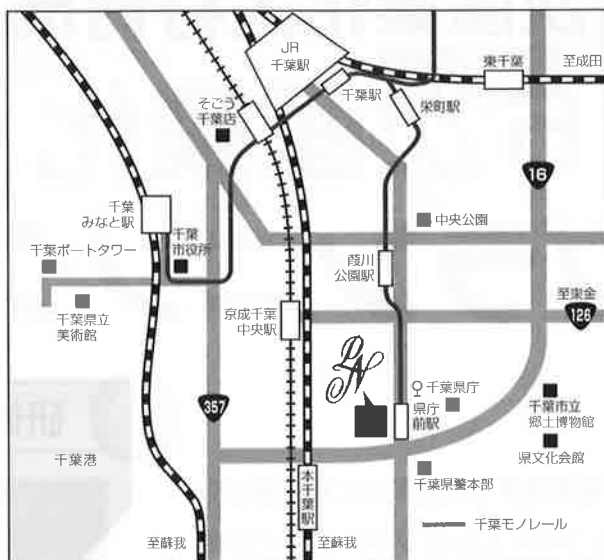 JR
千葉駅
東千葉
至成田
千葉駅
栄町駅
そごう
千葉店
16
千葉
みなと駅
千葉
市役所
千葉ポートタワー
中央公園
葭川
公園駅
至東金
126
千葉県立
美術館
京成千葉
中央駅
PN
千葉県庁
県庁
前駅
千葉市立
郷土博物館
県文化会館
357
千葉港
本千葉駅
千葉県警本部
至蘇我
至蘇我
千葉モノレール